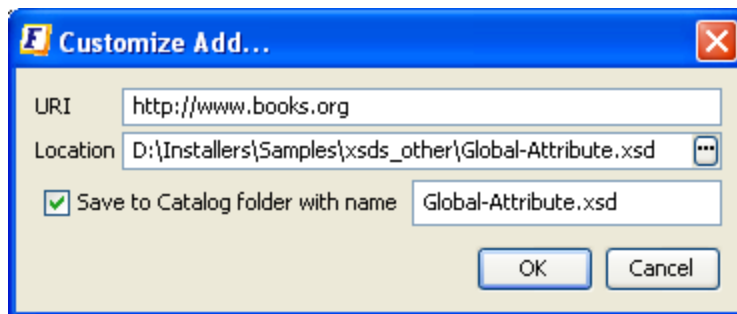 Customize Add...
URI http://www.books.org
Location D:\Installers\Samples\xsds_other\Global-Attribute.xsd ...
Save to Catalog folder with name Global-Attribute.xsd
OK Cancel